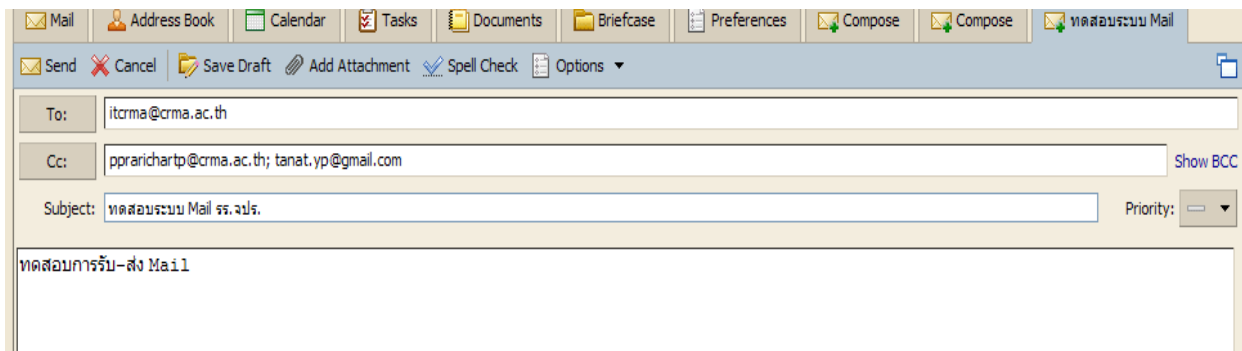 Mail Address Book Calendar Tasks Documents Briefcase Preferences Compose Compose ทดสอบระบบ Mail
Send Cancel Save Draft Add Attachment Spell Check Options
To: itcrma@crma.ac.th
Cc: pprarichartp@crma.ac.th; tanat.yp@gmail.com Show BCC
Subject: ทดสอบระบบ Mail รร.จปร. Priority:
ทดสอบการรับ-ส่ง Mail